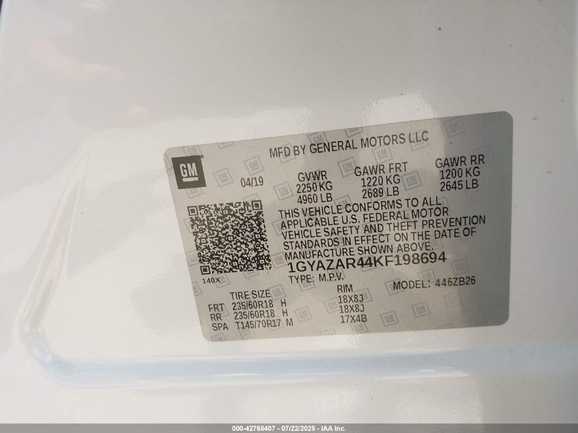 MFD BY GENERAL MOTORS LLC
GM
04/19
GVWR GAWR FRT GAWR RR
2250 KG 1220 KG 1200 KG
4960 LB 2689 LB 2645 LB
THIS VEHICLE CONFORMS TO ALL
APPLICABLE U.S. FEDERAL MOTOR
VEHICLE SAFETY AND THEFT PREVENTION
STANDARDS IN EFFECT ON THE DATE OF
MANUFACTURE SHOWN ABOVE.
1GYAZAR44KF198694
140X
TYPE: M.P.V. MODEL: 446ZB26
TIRE SIZE RIM
FRT 235/60R18 H 18X8J
RR 235/60R18 H 18X8J
SPA T145/70R17 M 17X4B
000-42768407 - 07/22/2025 - IAA Inc.